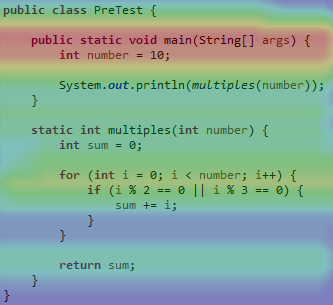 public class PreTest {
public static void main(String[] args) {
int number = 10;
System.out.println(multiples(number));
}
static int multiples(int number) {
int sum = 0;
for (int i = 0; i < number; i++) {
if (i % 2 == 0 || i % 3 == 0) {
sum += i;
}
}
return sum;
}
}